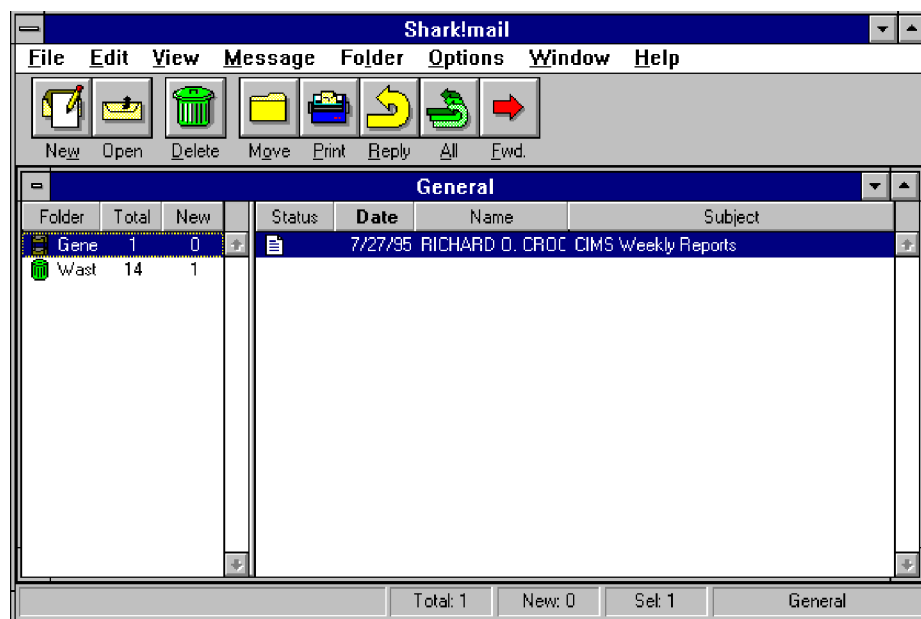 Shark!mail
File Edit View Message Folder Options Window Help
New Open Delete Move Print Reply All Fwd.
General
Folder Total New Status Date Name Subject
Gene 1 0 7/27/95 RICHARD O. CROC CIMS Weekly Reports
Wast 14 1
Total: 1 New: 0 Sel: 1 General